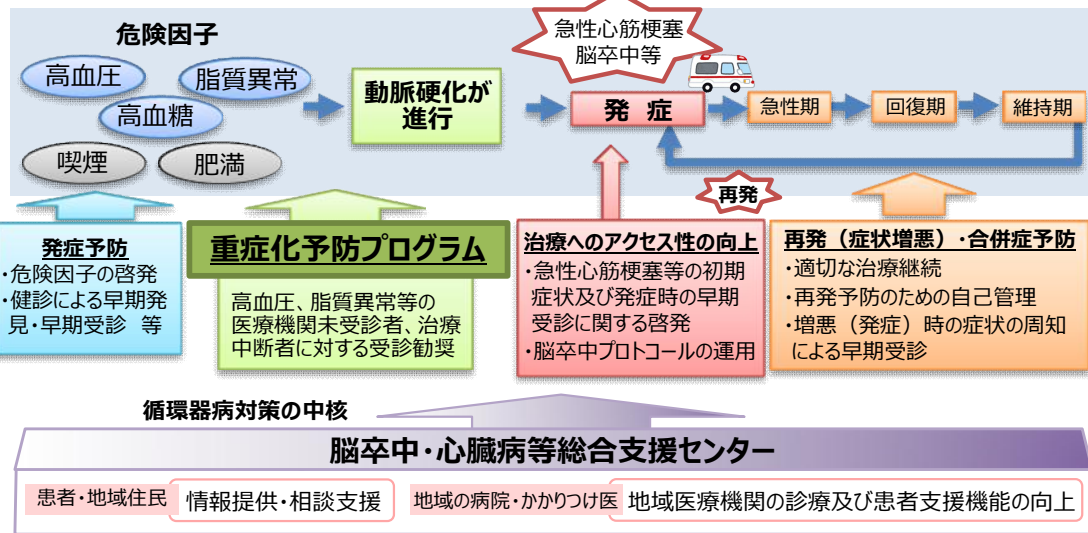 危険因子
急性心筋梗塞
脳卒中等
高血圧
脂質異常
高血糖
喫煙
肥満
動脈硬化が
進行
発 症
急性期
回復期
維持期
再発
発症予防
・危険因子の啓発
・健診による早期発
見・早期受診 等
重症化予防プログラム
高血圧、脂質異常等の
医療機関未受診者、治療
中断者に対する受診勧奨
治療へのアクセス性の向上
・急性心筋梗塞等の初期
症状及び発症時の早期
受診に関する啓発
・脳卒中プロトコールの運用
再発（症状増悪）・合併症予防
・適切な治療継続
・再発予防のための自己管理
・増悪（発症）時の症状の周知
による早期受診
循環器病対策の中核
脳卒中・心臓病等総合支援センター
患者・地域住民 情報提供・相談支援
地域の病院・かかりつけ医 地域医療機関の診療及び患者支援機能の向上